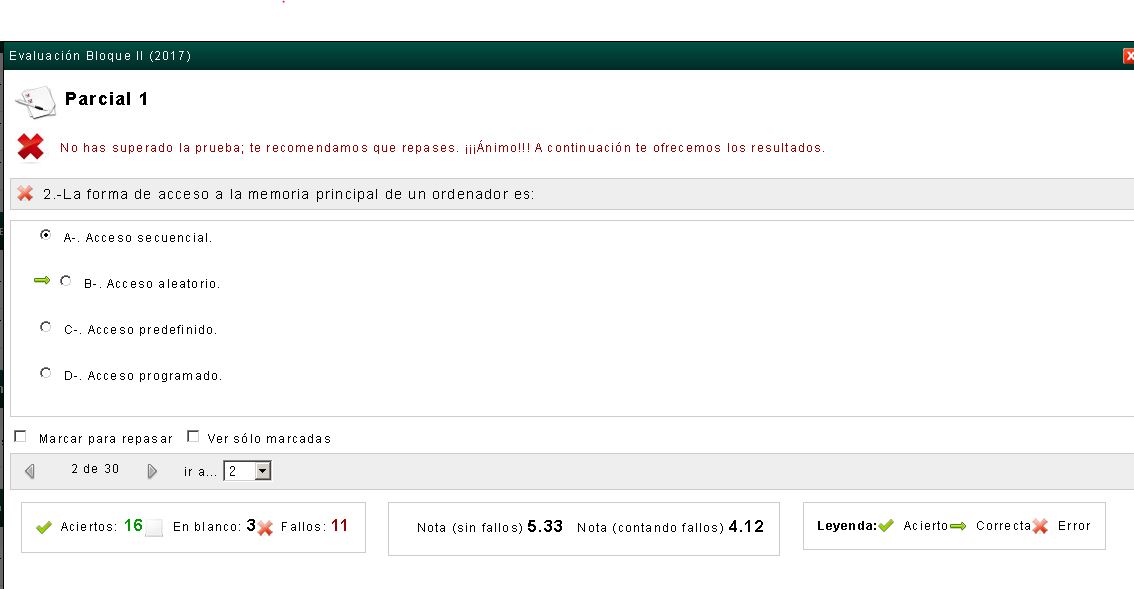 Evaluación Bloque II (2017)
Parcial 1
No has superado la prueba; te recomendamos que repases. ¡¡¡Ánimo!!! A continuación te ofrecemos los resultados.
2.-La forma de acceso a la memoria principal de un ordenador es:
A-. Acceso secuencial.
B-. Acceso aleatorio.
C-. Acceso predefinido.
D-. Acceso programado.
Marcar para repasar Ver sólo marcadas
2 de 30 ir a... 2
Aciertos: 16 En blanco: 3 Fallos: 11 Nota (sin fallos) 5.33 Nota (contando fallos) 4.12 Leyenda: Acierto Correcta Error